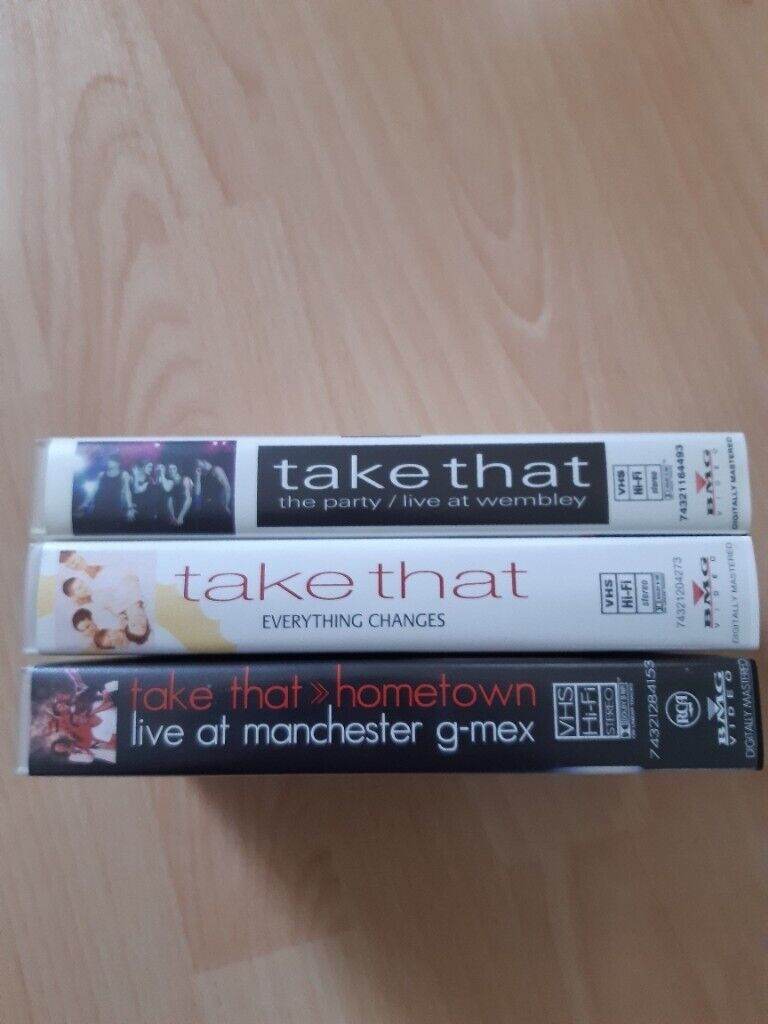 take that
the party / live at wembley
VHS
Hi-Fi
stereo
74321164493
BMG
VIDEO
DIGITALLY MASTERED
take that
EVERYTHING CHANGES
VHS
Hi-Fi
stereo
74321204273
BMG
VIDEO
DIGITALLY MASTERED
take that » hometown
live at manchester g-mex
VHS
Hi-Fi
STEREO
74321284153
RCA
BMG
VIDEO
DIGITALLY MASTERED